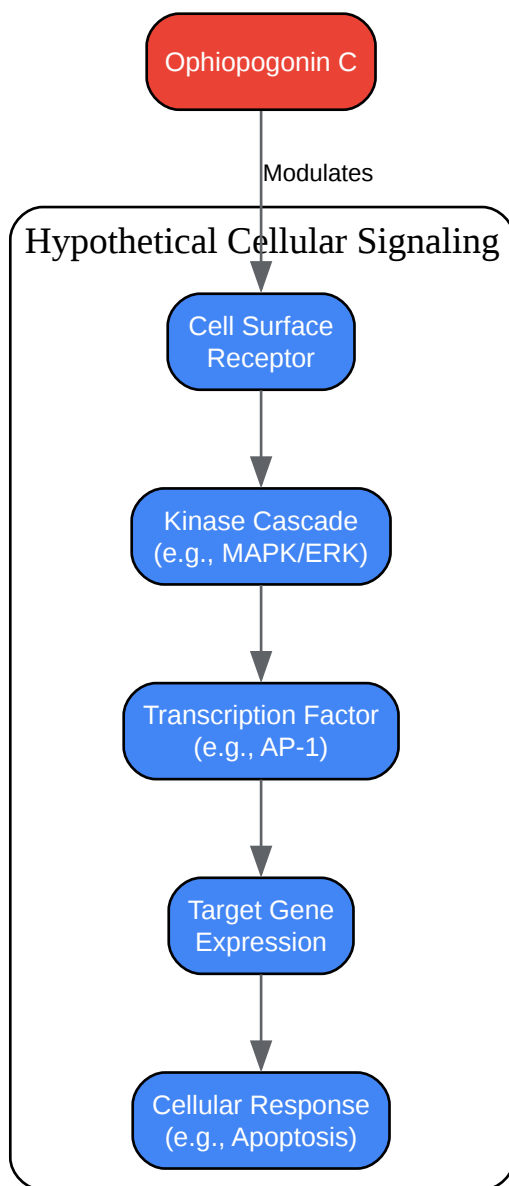 Ophiopogonin C
Modulates
Hypothetical Cellular Signaling
Cell Surface
Receptor
Kinase Cascade
(e.g., MAPK/ERK)
Transcription Factor
(e.g., AP-1)
Target Gene
Expression
Cellular Response
(e.g., Apoptosis)